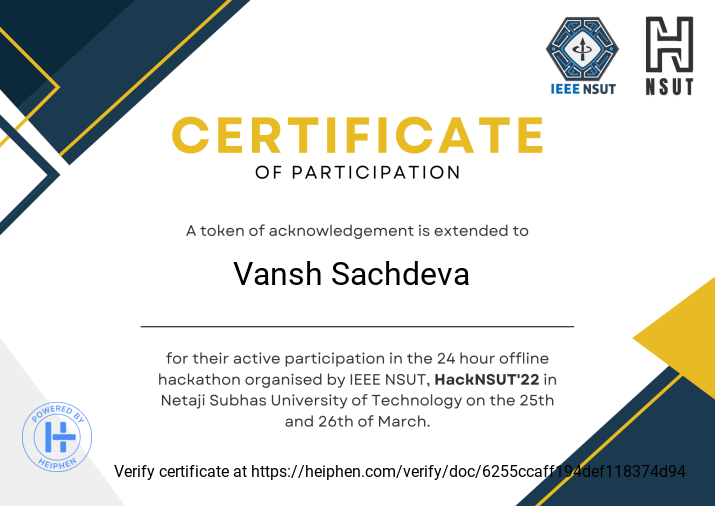 IEEE NSUT
NSUT
CERTIFICATE
OF PARTICIPATION
A token of acknowledgement is extended to
Vansh Sachdeva
for their active participation in the 24 hour offline
hackathon organised by IEEE NSUT, HackNSUT'22 in
Netaji Subhas University of Technology on the 25th
and 26th of March.
POWERED BY
HEIPHEN
Verify certificate at https://heiphen.com/verify/doc/6255ccaff194def118374d94